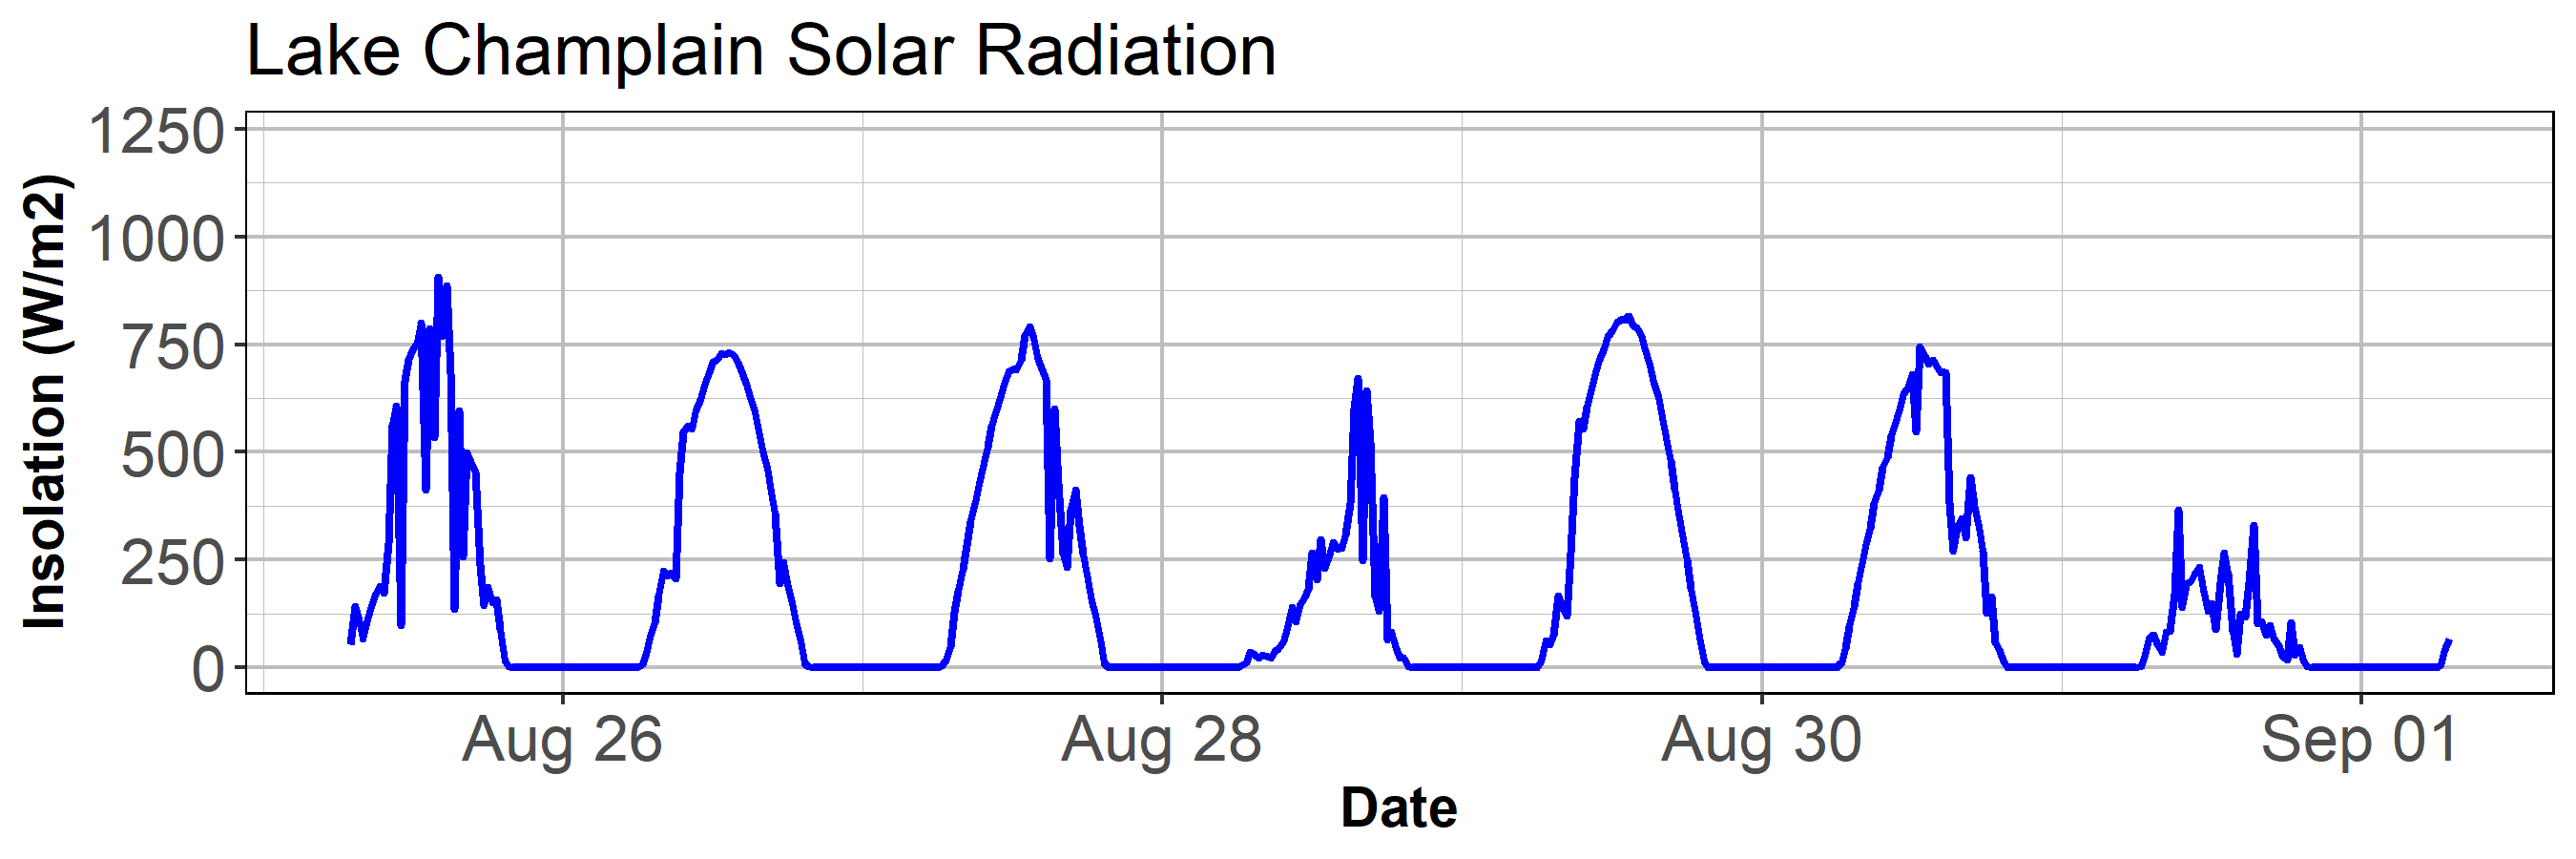 Lake Champlain Solar Radiation
1250
1000
750
500
250
0
Insolation (W/m2)
Aug 26 Aug 28 Aug 30 Sep 01
Date